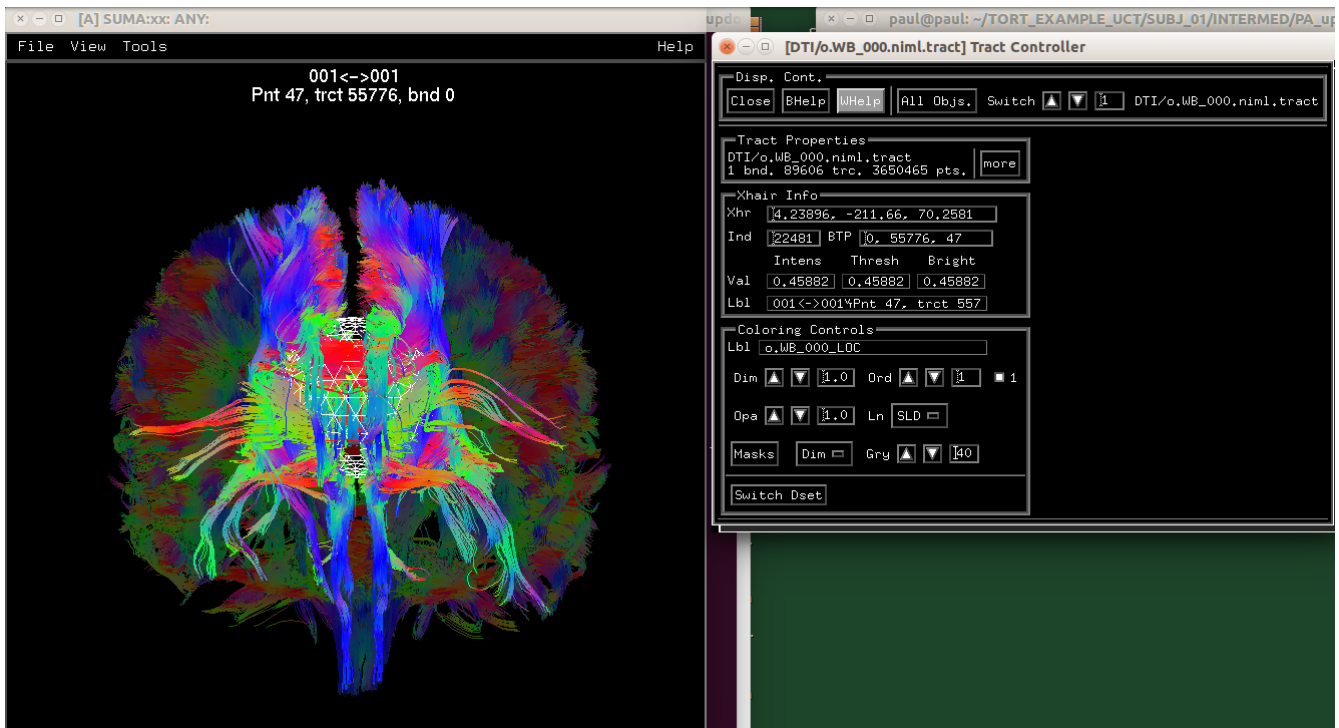 [A] SUMA:xx: ANY:
updo
paul@paul: ~/TORT_EXAMPLE_UCT/SUBJ_01/INTERMED/PA_up
File View Tools Help
001<->001
Pnt 47, trct 55776, bnd 0
[DTI/o.WB_000.niml.tract] Tract Controller
Disp. Cont.
Close BHelp WHelp All Objs. Switch 1 DTI/o.WB_000.niml.tract
Tract Properties
DTI/o.WB_000.niml.tract
1 bnd. 89606 trc. 3650465 pts. more
Xhair Info
Xhr 4.23896, -211.66, 70.2581
Ind 22481 BTP 0, 55776, 47
Intens Thresh Bright
Val 0.45882 0.45882 0.45882
Lbl 001<->001 Pnt 47, trct 557
Coloring Controls
Lbl o.WB_000_LOC
Dim 1.0 Ord 1 1
Opa 1.0 Ln SLD
Masks Dim Gry 40
Switch Dset